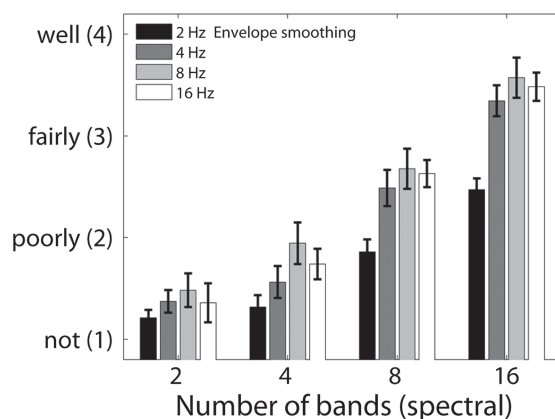 well (4)
fairly (3)
poorly (2)
not (1)
2 Hz Envelope smoothing
4 Hz
8 Hz
16 Hz
2 4 8 16
Number of bands (spectral)